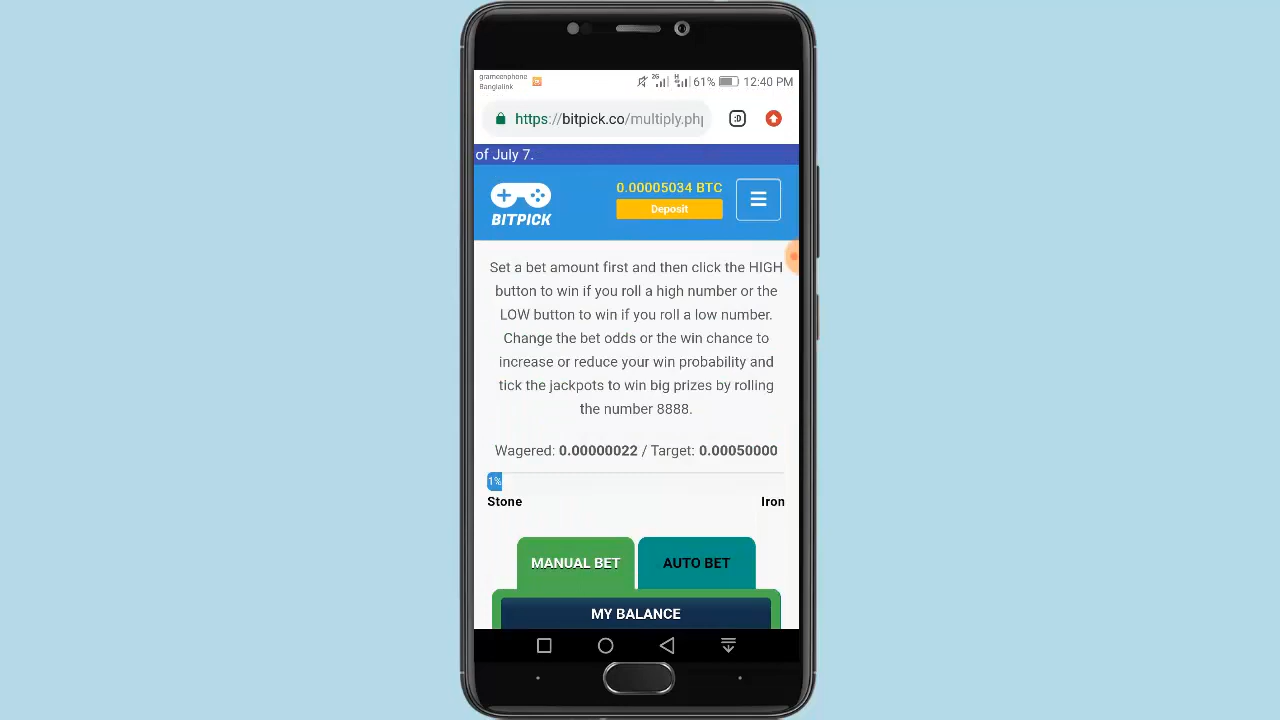 grameenphone
Banglalink
2G
H
61%
12:40 PM
https://bitpick.co/multiply.php
:D
of July 7.
BITPICK
0.00005034 BTC
Deposit
Set a bet amount first and then click the HIGH
button to win if you roll a high number or the
LOW button to win if you roll a low number.
Change the bet odds or the win chance to
increase or reduce your win probability and
tick the jackpots to win big prizes by rolling
the number 8888.
Wagered: 0.00000022 / Target: 0.00050000
1%
Stone
Iron
MANUAL BET
AUTO BET
MY BALANCE